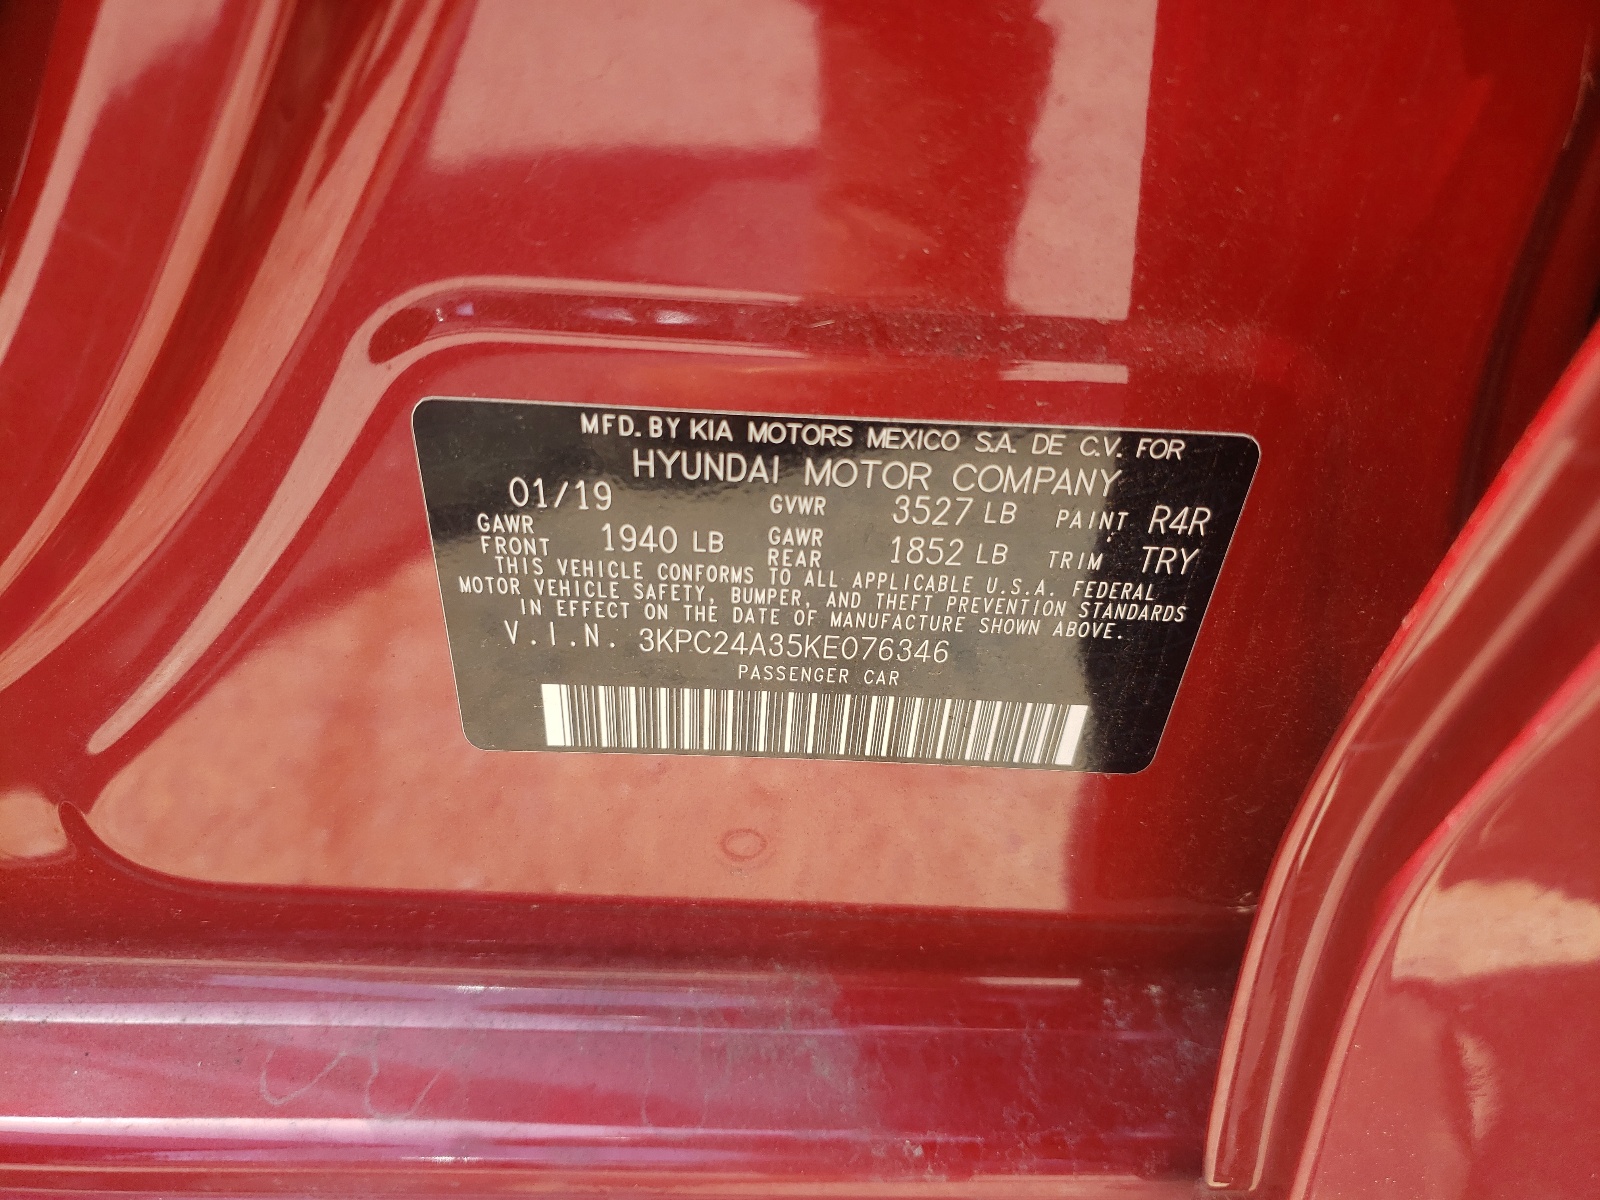 MFD. BY KIA MOTORS MEXICO S.A. DE C.V. FOR
HYUNDAI MOTOR COMPANY
01/19 GVWR 3527 LB PAINT R4R
GAWR FRONT 1940 LB GAWR REAR 1852 LB TRIM TRY
THIS VEHICLE CONFORMS TO ALL APPLICABLE U.S.A. FEDERAL
MOTOR VEHICLE SAFETY, BUMPER, AND THEFT PREVENTION STANDARDS
IN EFFECT ON THE DATE OF MANUFACTURE SHOWN ABOVE.
V.I.N. 3KPC24A35KE076346
PASSENGER CAR